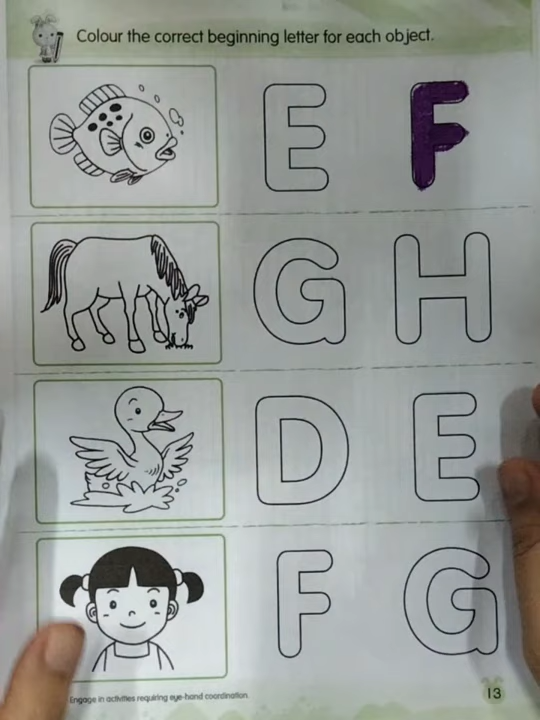 Colour the correct beginning letter for each object.
E F
G H
D E
F G
Engage in activities requiring eye-hand coordination.
13